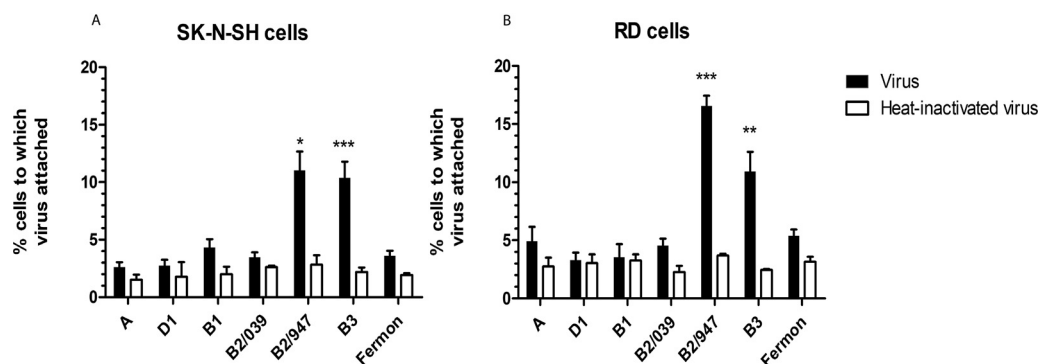 A
SK-N-SH cells
% cells to which
virus attached
20
15
10
5
0
*
***
A
D1
B1
B2/039
B2/947
B3
Fermon
B
RD cells
% cells to which
virus attached
20
15
10
5
0
***
**
A
D1
B1
B2/039
B2/947
B3
Fermon
Virus
Heat-inactivated virus